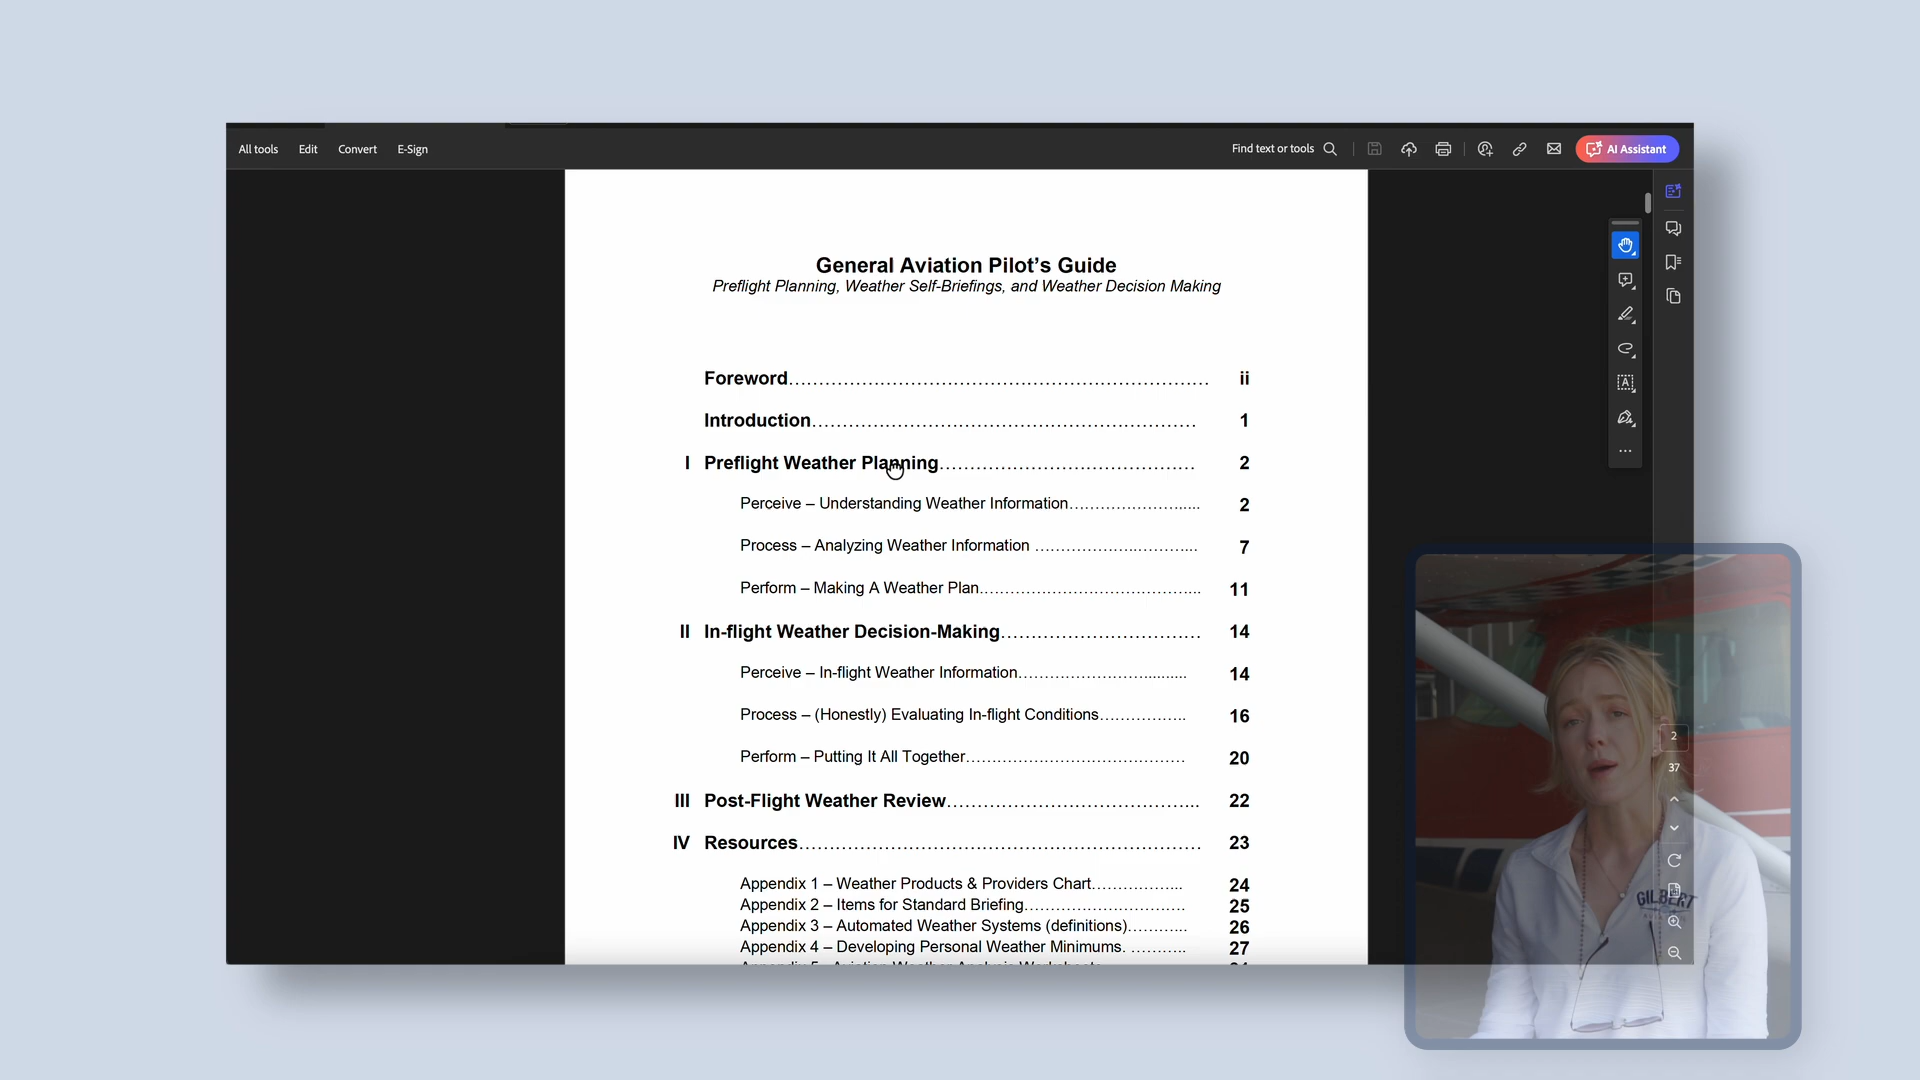 All tools Edit Convert E-Sign Find text or tools AI Assistant
General Aviation Pilot's Guide
Preflight Planning, Weather Self-Briefings, and Weather Decision Making
Foreword ii
Introduction 1
I Preflight Weather Planning 2
Perceive – Understanding Weather Information 2
Process – Analyzing Weather Information 7
Perform – Making A Weather Plan 11
II In-flight Weather Decision-Making 14
Perceive – In-flight Weather Information 14
Process – (Honestly) Evaluating In-flight Conditions 16
Perform – Putting It All Together 20
III Post-Flight Weather Review 22
IV Resources 23
Appendix 1 – Weather Products & Providers Chart 24
Appendix 2 – Items for Standard Briefing 25
Appendix 3 – Automated Weather Systems (definitions) 26
Appendix 4 – Developing Personal Weather Minimums. 27
2
37
GILBERT